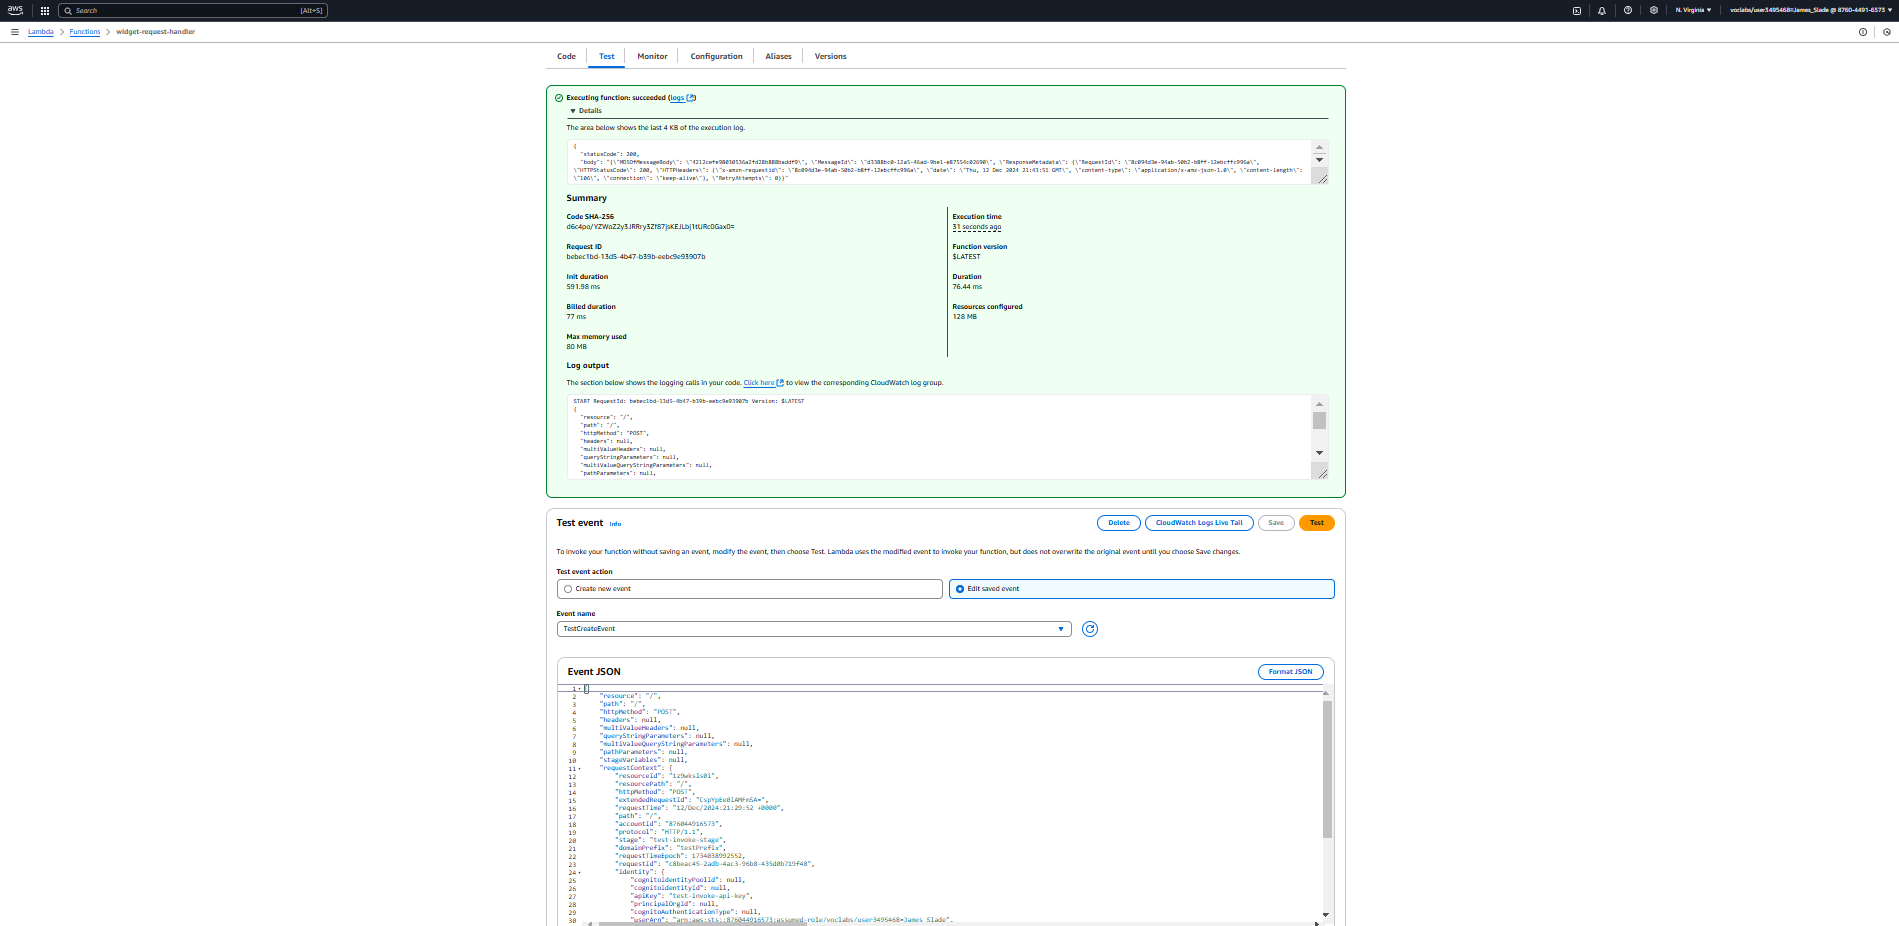 aws
Search [Alt+S]
N. Virginia ▼
voclabs/user3495468=James_Slade @ 8760-4491-6573 ▼
Lambda > Functions > widget-request-handler
Code
Test
Monitor
Configuration
Aliases
Versions
Executing function: succeeded (logs)
▼ Details
The area below shows the last 4 KB of the execution log.
{
"statusCode": 200,
"body": "{\"MD5OfMessageBody\": \"4212cefe98030536a2fd28b888baddf9\", \"MessageId\": \"d3388bc0-12a5-46ad-9be1-e87554c02690\", \"ResponseMetadata\": {\"RequestId\": \"8c094d3e-94ab-50b2-b8ff-12ebcffc996a\",
\"HTTPStatusCode\": 200, \"HTTPHeaders\": {\"x-amzn-requestid\": \"8c094d3e-94ab-50b2-b8ff-12ebcffc996a\", \"date\": \"Thu, 12 Dec 2024 21:43:51 GMT\", \"content-type\": \"application/x-amz-json-1.0\", \"content-length\":
\"106\", \"connection\": \"keep-alive\"}, \"RetryAttempts\": 0}}"
Summary
Code SHA-256
Execution time
31 seconds ago
Request ID
bebec1bd-13d5-4b47-b39b-eebc9e93907b
Function version
$LATEST
Init duration
591.98 ms
Duration
76.44 ms
Billed duration
77 ms
Resources configured
128 MB
Max memory used
80 MB
Log output
The section below shows the logging calls in your code. Click here to view the corresponding CloudWatch log group.
START RequestId: bebec1bd-13d5-4b47-b39b-eebc9e93907b Version: $LATEST
{
"resource": "/",
"path": "/",
"httpMethod": "POST",
"headers": null,
"multiValueHeaders": null,
"queryStringParameters": null,
"multiValueQueryStringParameters": null,
"pathParameters": null,
Test event Info
Delete
CloudWatch Logs Live Tail
Save
Test
To invoke your function without saving an event, modify the event, then choose Test. Lambda uses the modified event to invoke your function, but does not overwrite the original event until you choose Save changes.
Test event action
Create new event
Edit saved event
Event name
TestCreateEvent
Event JSON
Format JSON
1 {
2 "resource": "/",
3 "path": "/",
4 "httpMethod": "POST",
5 "headers": null,
6 "multiValueHeaders": null,
7 "queryStringParameters": null,
8 "multiValueQueryStringParameters": null,
9 "pathParameters": null,
10 "stageVariables": null,
11 "requestContext": {
12 "resourceId": "1z9wksls0i",
13 "resourcePath": "/",
14 "httpMethod": "POST",
15 "extendedRequestId": "CspYpEe0IAMFmSA=",
16 "requestTime": "12/Dec/2024:21:29:52 +0000",
17 "path": "/",
18 "accountId": "876044916573",
19 "protocol": "HTTP/1.1",
20 "stage": "test-invoke-stage",
21 "domainPrefix": "testPrefix",
22 "requestTimeEpoch": 1734038992552,
23 "requestId": "c8beac45-2adb-4ac3-96b8-435d0b719f48",
24 "identity": {
25 "cognitoIdentityPoolId": null,
26 "cognitoIdentityId": null,
27 "apiKey": "test-invoke-api-key",
28 "principalOrgId": null,
29 "cognitoAuthenticationType": null,
30 "userArn": "arn:aws:sts::876044916573:assumed-role/voclabs/user3495468=James_Slade",